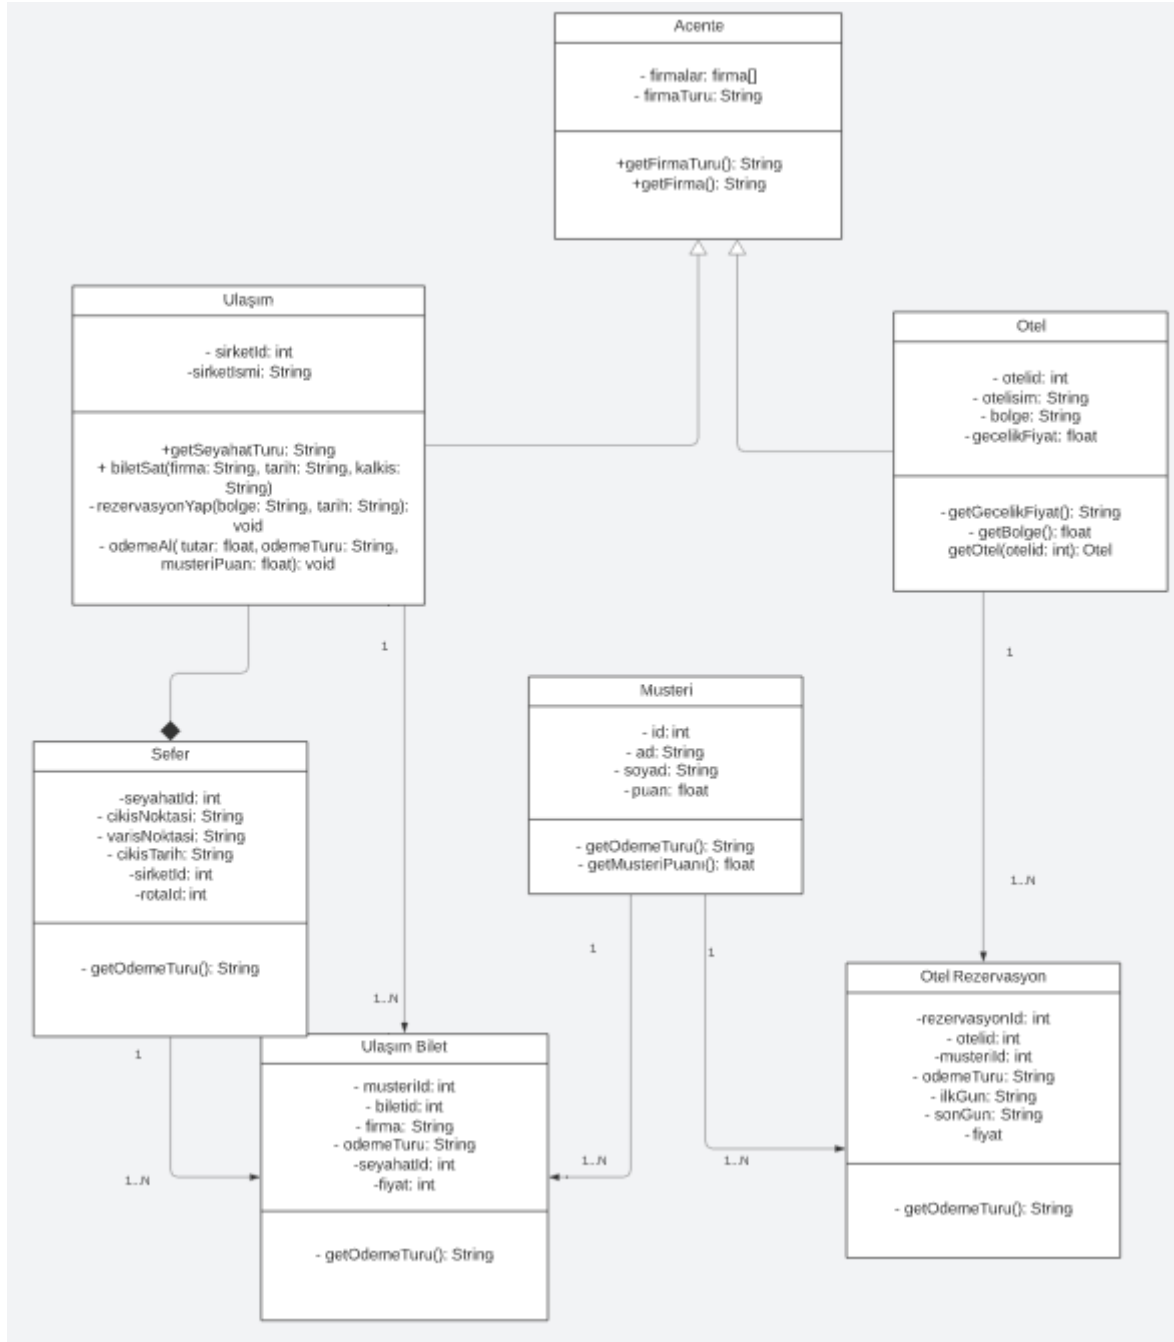 Acente
- firmalar: firma[]
- firmaTuru: String
+getFirmaTuru(): String
+getFirma(): String
Ulaşım
- sirketId: int
-sirketIsmi: String
+getSeyahatTuru: String
+ biletSat(firma: String, tarih: String, kalkis:
String)
- rezervasyonYap(bolge: String, tarih: String):
void
- odemeAl( tutar: float, odemeTuru: String,
musteriPuan: float): void
Otel
- otelid: int
- otelisim: String
- bolge: String
- gecelikFiyat: float
- getGecelikFiyat(): String
- getBolge(): float
getOtel(otelid: int): Otel
1
1
Musteri
- id: int
- ad: String
- soyad: String
- puan: float
- getOdemeTuru(): String
- getMusteriPuanı(): float
Sefer
-seyahatId: int
- cikisNoktasi: String
- varisNoktasi: String
- cikisTarih: String
-sirketId: int
-rotaId: int
- getOdemeTuru(): String
1..N
1
1
1..N
1
Otel Rezervasyon
-rezervasyonId: int
- otelid: int
-musteriId: int
- odemeTuru: String
- ilkGun: String
- sonGun: String
- fiyat
- getOdemeTuru(): String
Ulaşım Bilet
- musteriId: int
- biletid: int
- firma: String
- odemeTuru: String
-seyahatId: int
-fiyat: int
- getOdemeTuru(): String
1..N
1..N
1..N